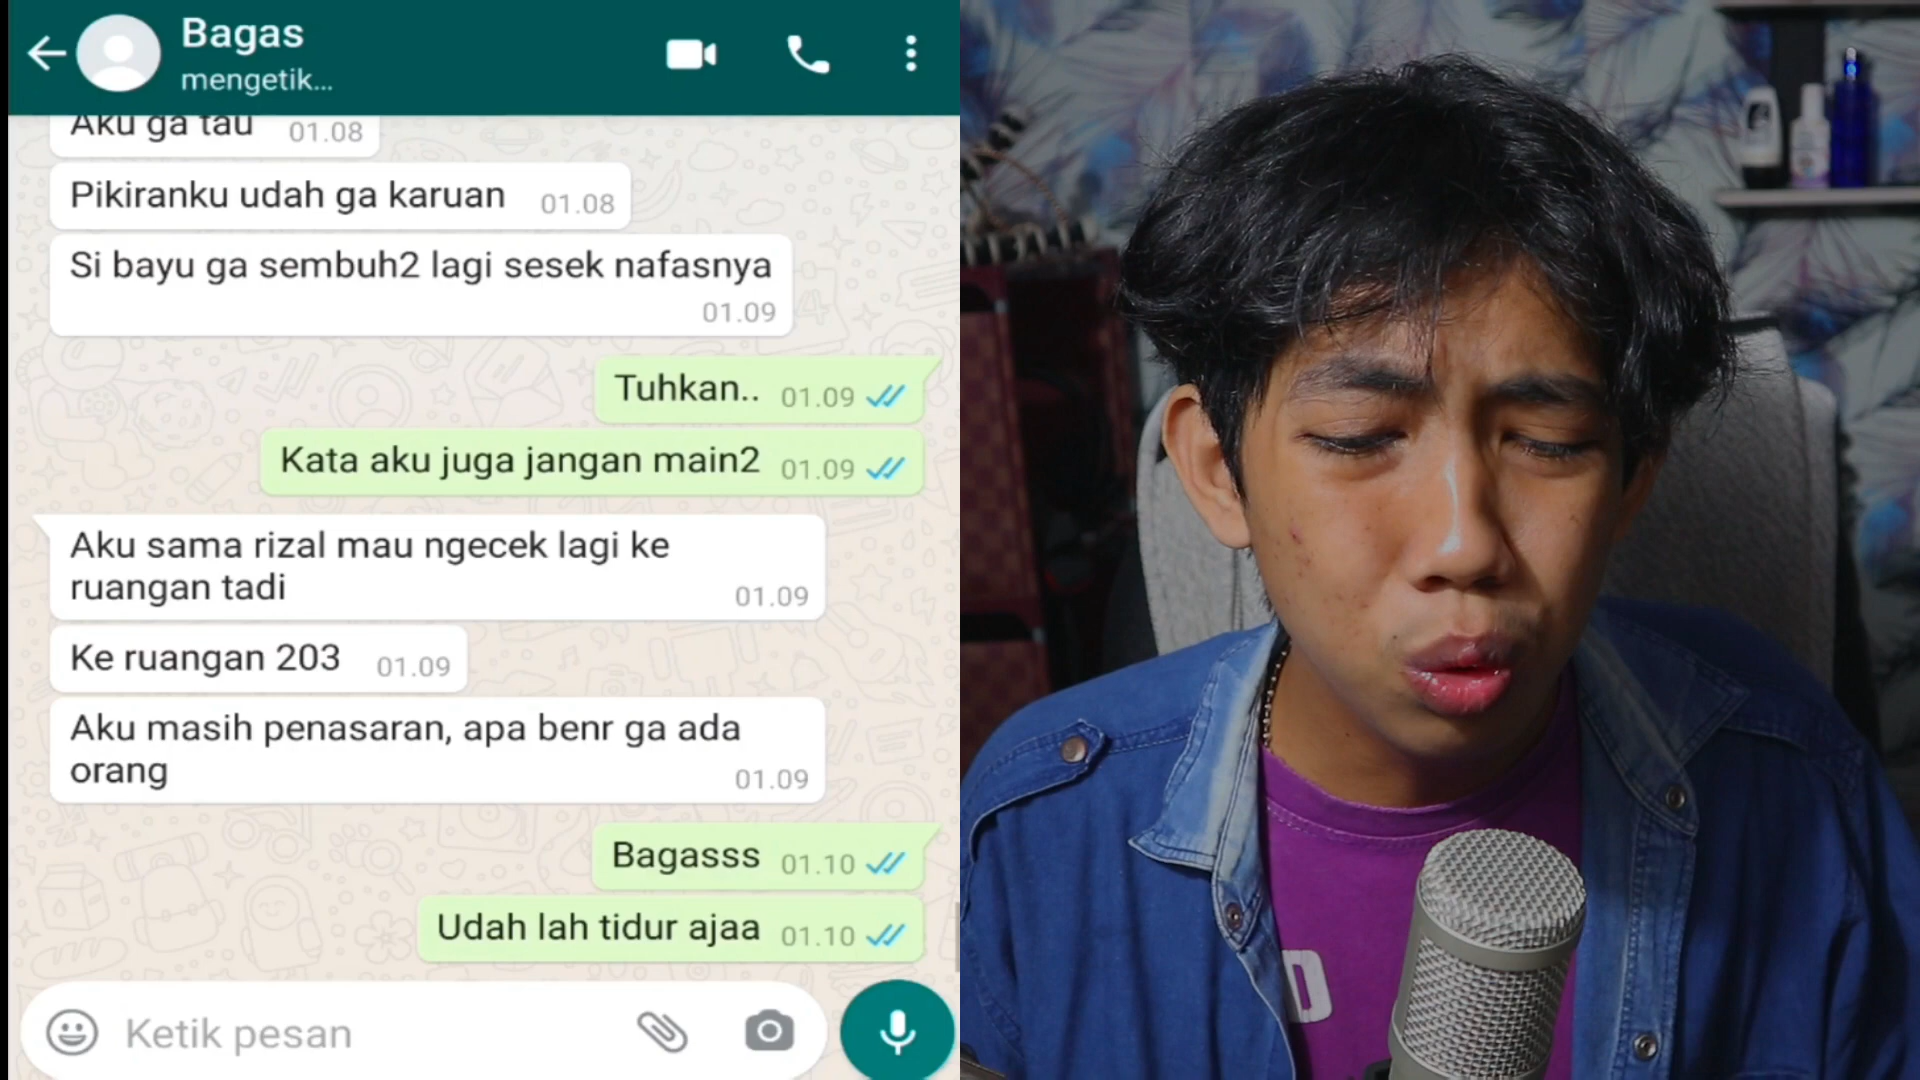 Bagas
mengetik...
Aku ga tau 01.08
Pikiranku udah ga karuan 01.08
Si bayu ga sembuh2 lagi sesek nafasnya
01.09
Tuhkan.. 01.09
Kata aku juga jangan main2 01.09
Aku sama rizal mau ngecek lagi ke
ruangan tadi 01.09
Ke ruangan 203 01.09
Aku masih penasaran, apa benr ga ada
orang 01.09
Bagasss 01.10
Udah lah tidur ajaa 01.10
Ketik pesan
D